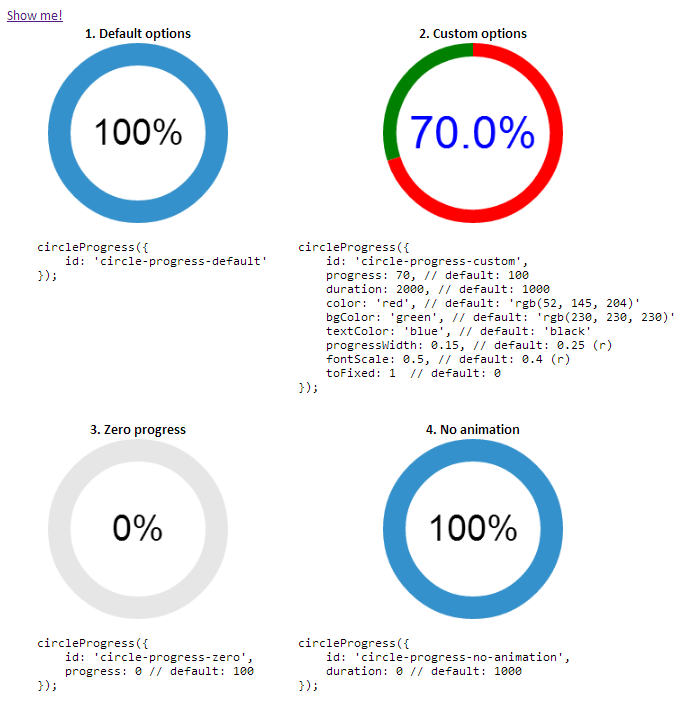 Show me!
1. Default options
100%
circleProgress({
    id: 'circle-progress-default'
});
2. Custom options
70.0%
circleProgress({
    id: 'circle-progress-custom',
    progress: 70, // default: 100
    duration: 2000, // default: 1000
    color: 'red', // default: 'rgb(52, 145, 204)'
    bgColor: 'green', // default: 'rgb(230, 230, 230)'
    textColor: 'blue', // default: 'black'
    progressWidth: 0.15, // default: 0.25 (r)
    fontScale: 0.5, // default: 0.4 (r)
    toFixed: 1  // default: 0
});
3. Zero progress
0%
circleProgress({
    id: 'circle-progress-zero',
    progress: 0 // default: 100
});
4. No animation
100%
circleProgress({
    id: 'circle-progress-no-animation',
    duration: 0 // default: 1000
});